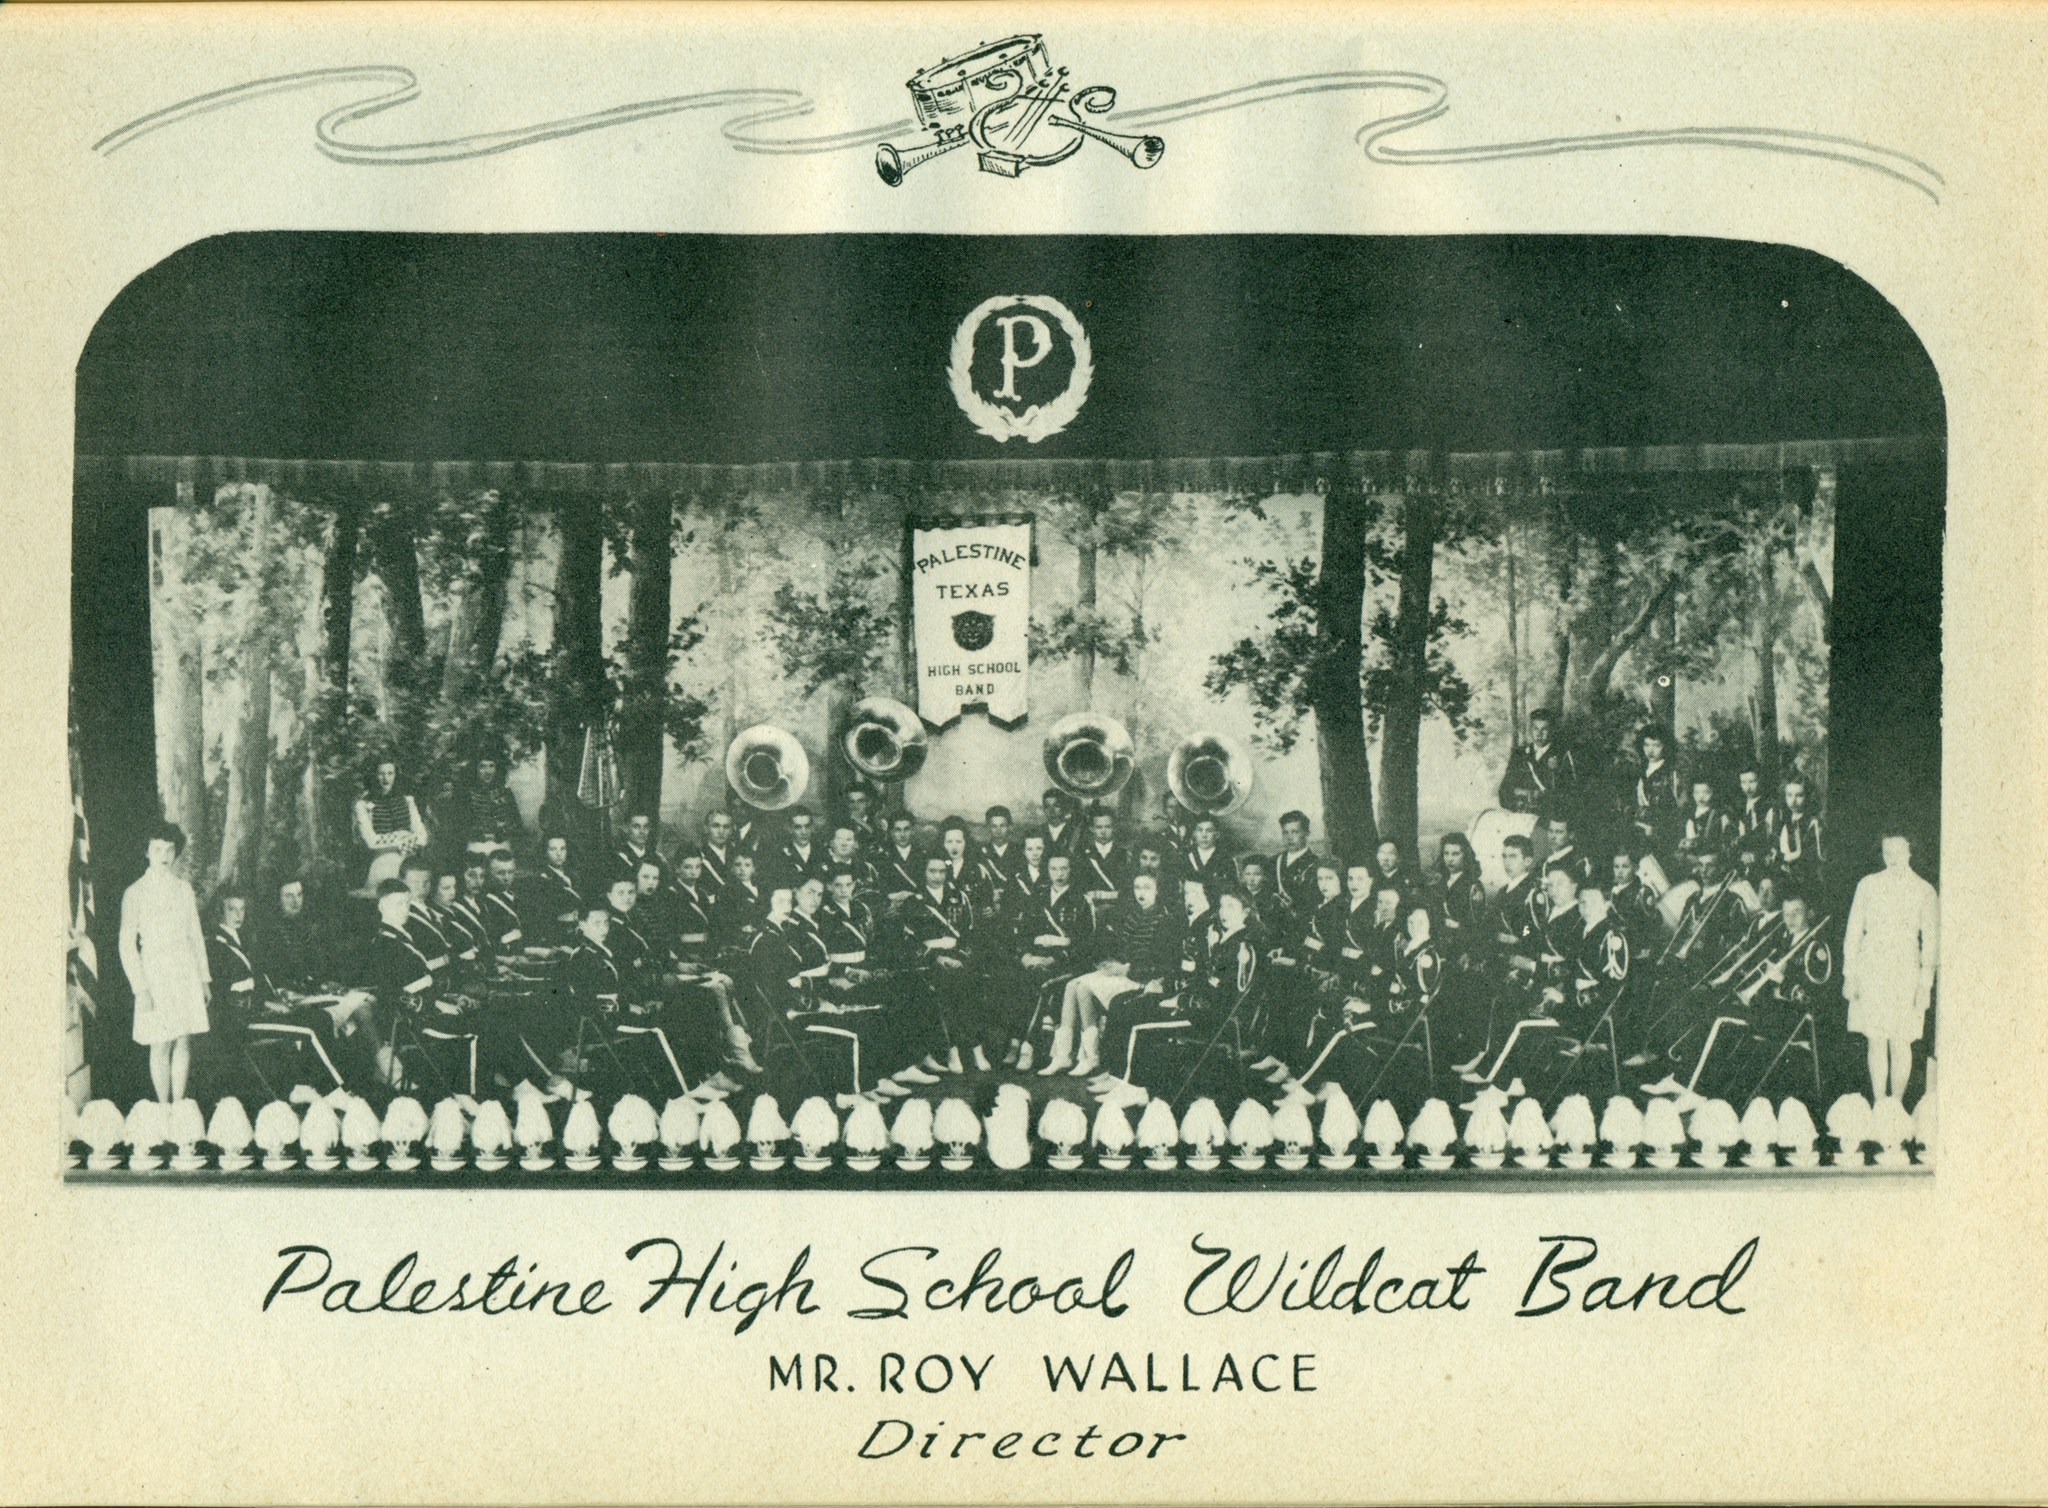 P
PALESTINE
TEXAS
HIGH SCHOOL
BAND
Palestine High School Wildcat Band
MR. ROY WALLACE
Director